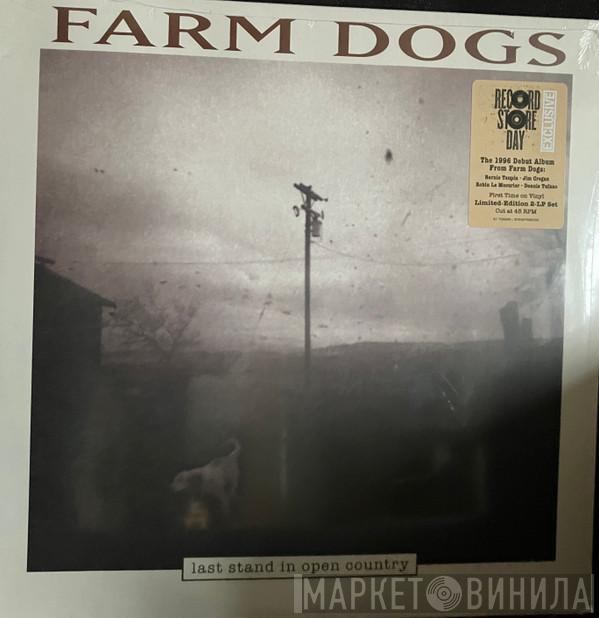 FARM DOGS
RECORD
STORE
DAY
EXCLUSIVE
The 1996 Debut Album
From Farm Dogs:
Bernie Taupin • Jim Cregan
Robin Le Mesurier • Dennis Tufano
First Time on Vinyl
Limited-Edition 2-LP Set
Cut at 45 RPM
last stand in open country
МАРКЕТ ВИНИЛА